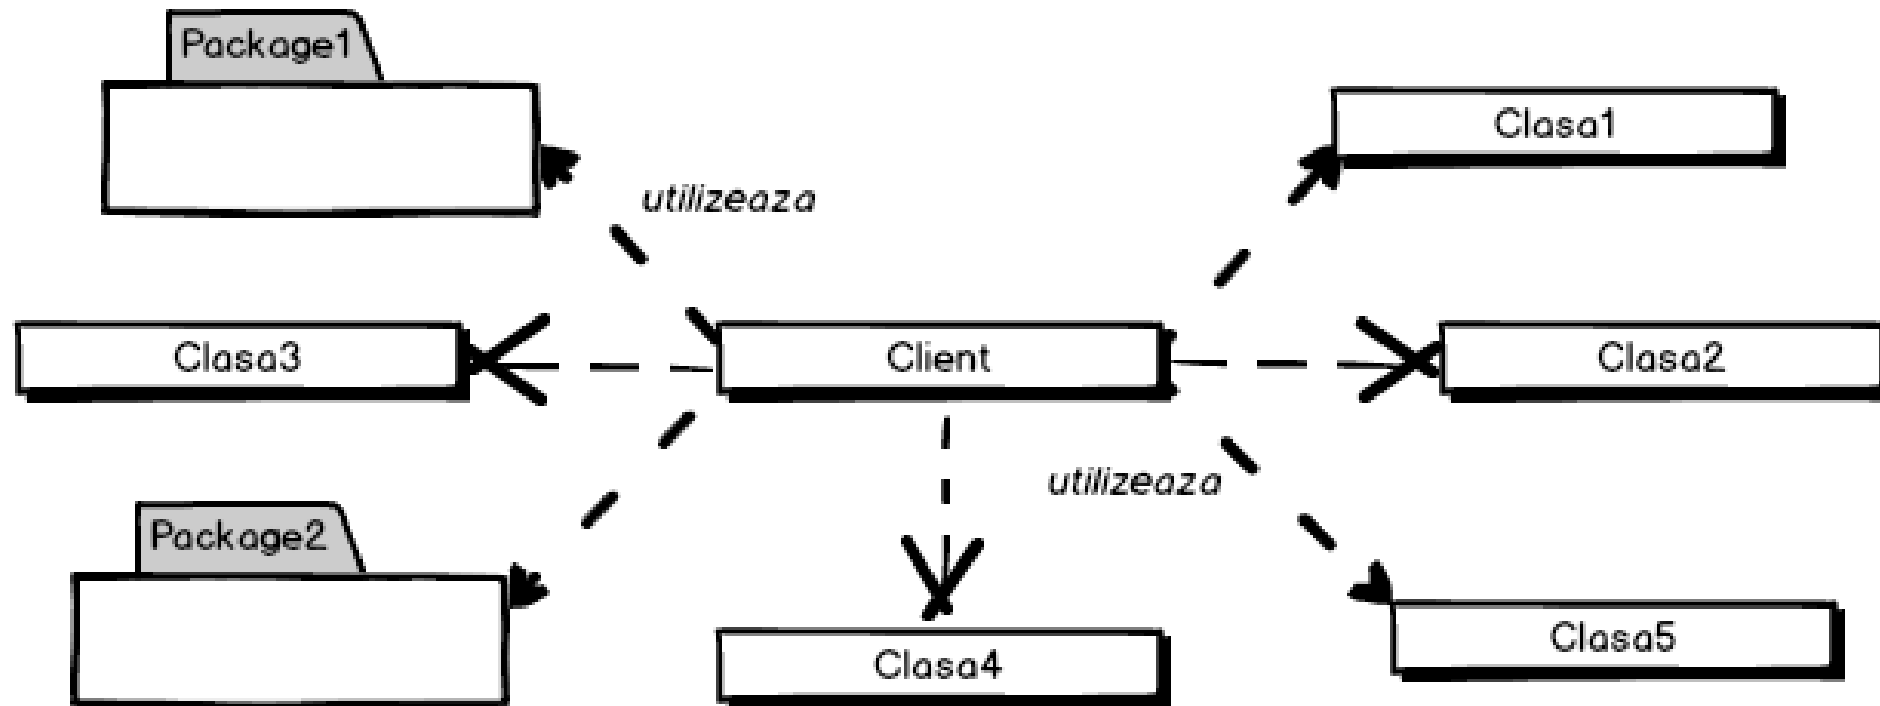 Package1
Clasa1
utilizeaza
Clasa3
Client
Clasa2
utilizeaza
Package2
Clasa4
Clasa5